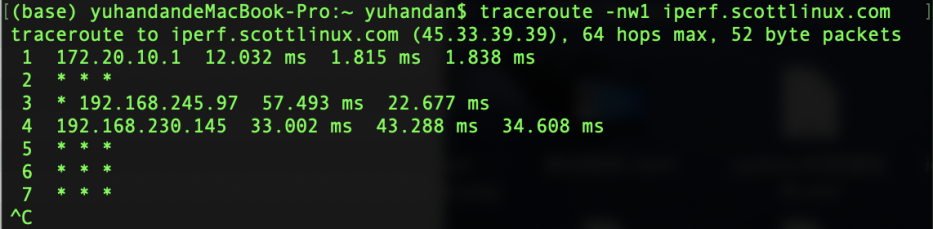 [(base) yuhandandeMacBook-Pro:~ yuhandan$ traceroute -nw1 iperf.scottlinux.com ]
traceroute to iperf.scottlinux.com (45.33.39.39), 64 hops max, 52 byte packets
 1  172.20.10.1  12.032 ms  1.815 ms  1.838 ms
 2  * * *
 3  * 192.168.245.97  57.493 ms  22.677 ms
 4  192.168.230.145  33.002 ms  43.288 ms  34.608 ms
 5  * * *
 6  * * *
 7  * * *
^C